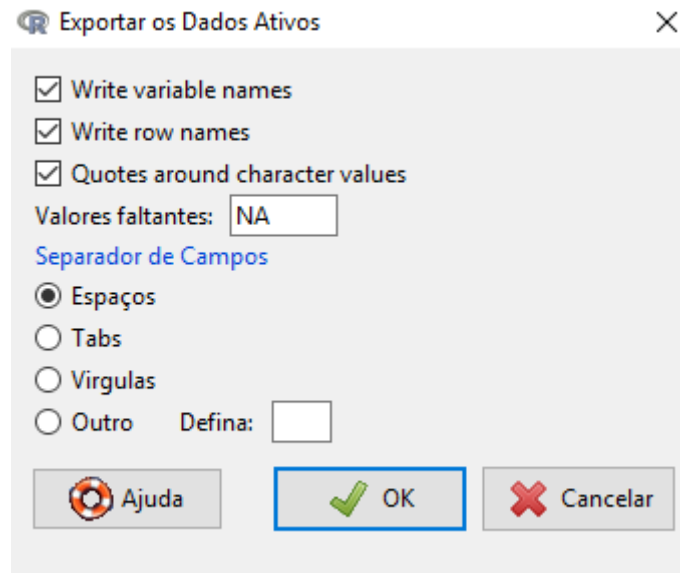 Exportar os Dados Ativos
Write variable names
Write row names
Quotes around character values
Valores faltantes: NA
Separador de Campos
Espaços
Tabs
Virgulas
Outro Defina:
Ajuda OK Cancelar